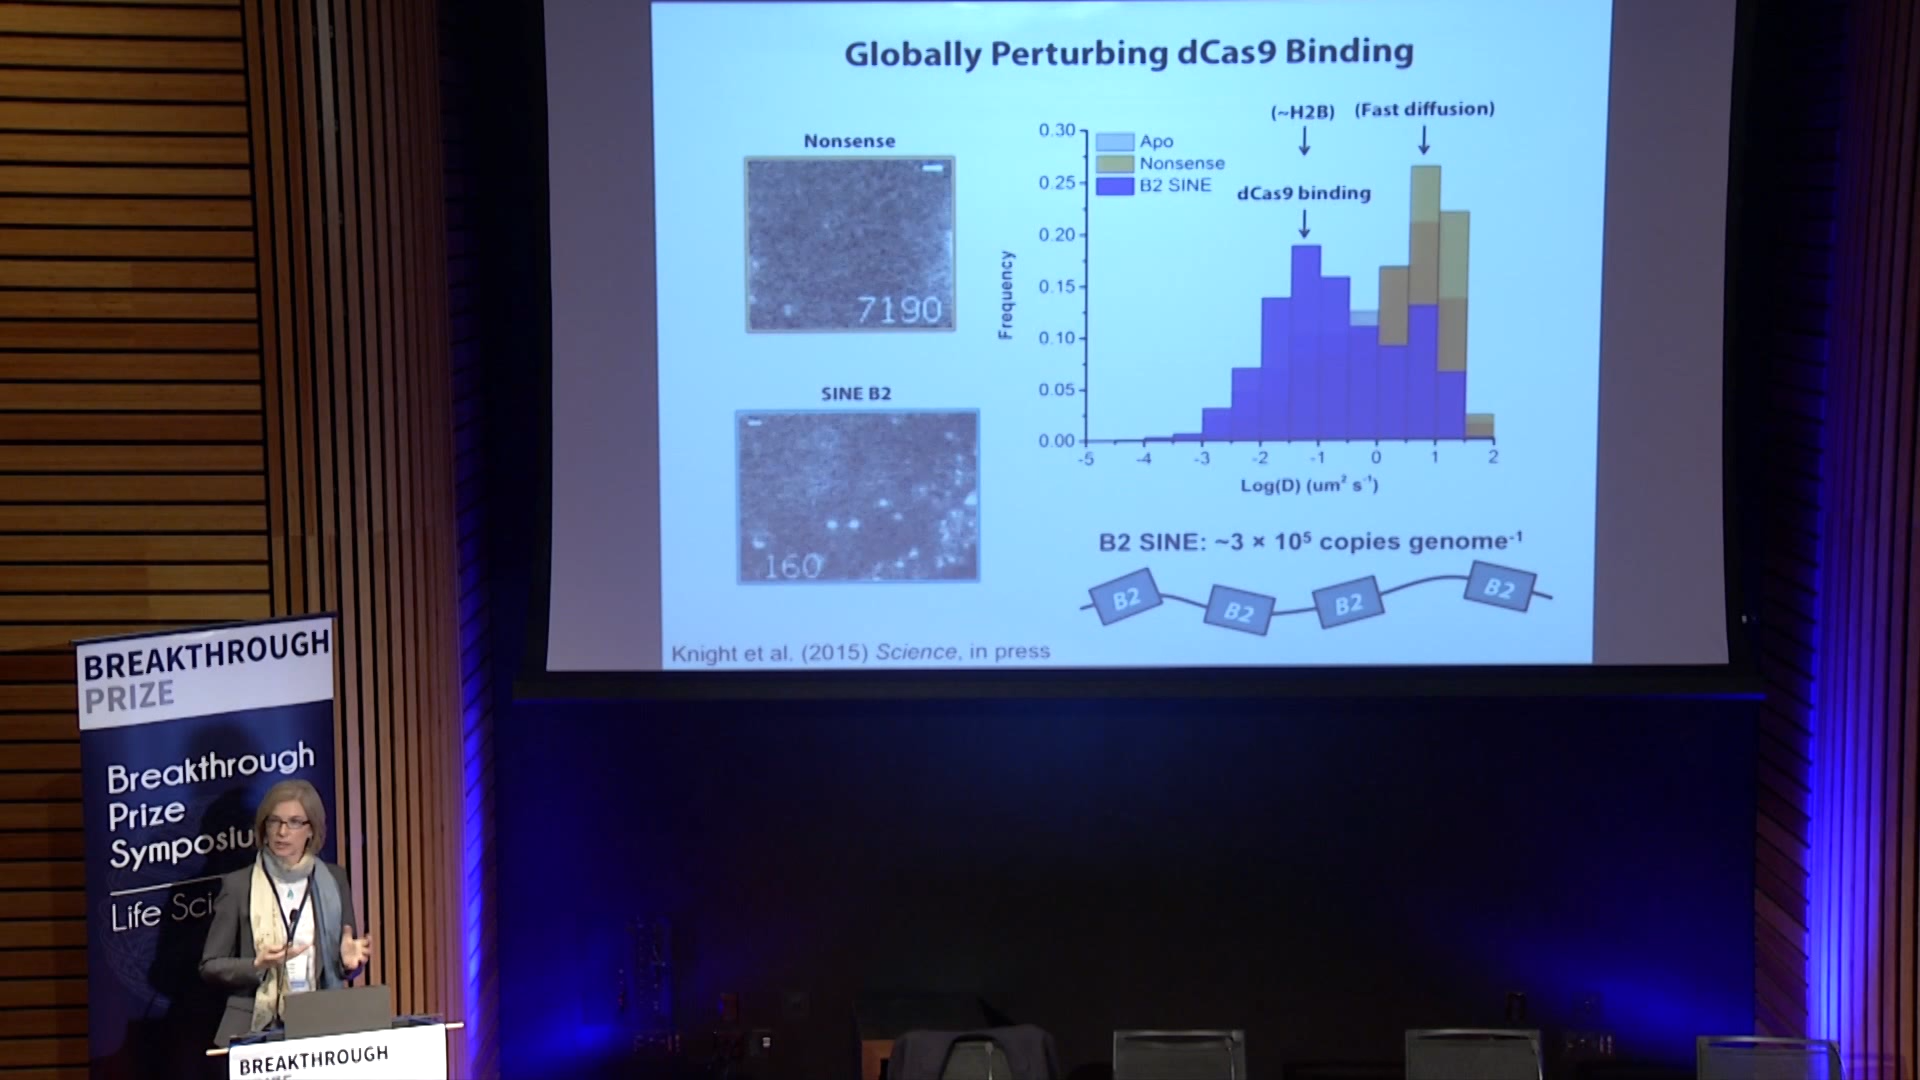 Globally Perturbing dCas9 Binding
Nonsense
7190
SINE B2
160
(~H2B)
(Fast diffusion)
dCas9 binding
Apo
Nonsense
B2 SINE
Frequency
0.30
0.25
0.20
0.15
0.10
0.05
0.00
-5 -4 -3 -2 -1 0 1 2
Log(D) (um² s⁻¹)
B2 SINE: ~3 × 10⁵ copies genome⁻¹
B2 B2 B2 B2
Knight et al. (2015) Science, in press
BREAKTHROUGH
PRIZE
Breakthrough
Prize
Symposiu
Life Sci
BREAKTHROUGH